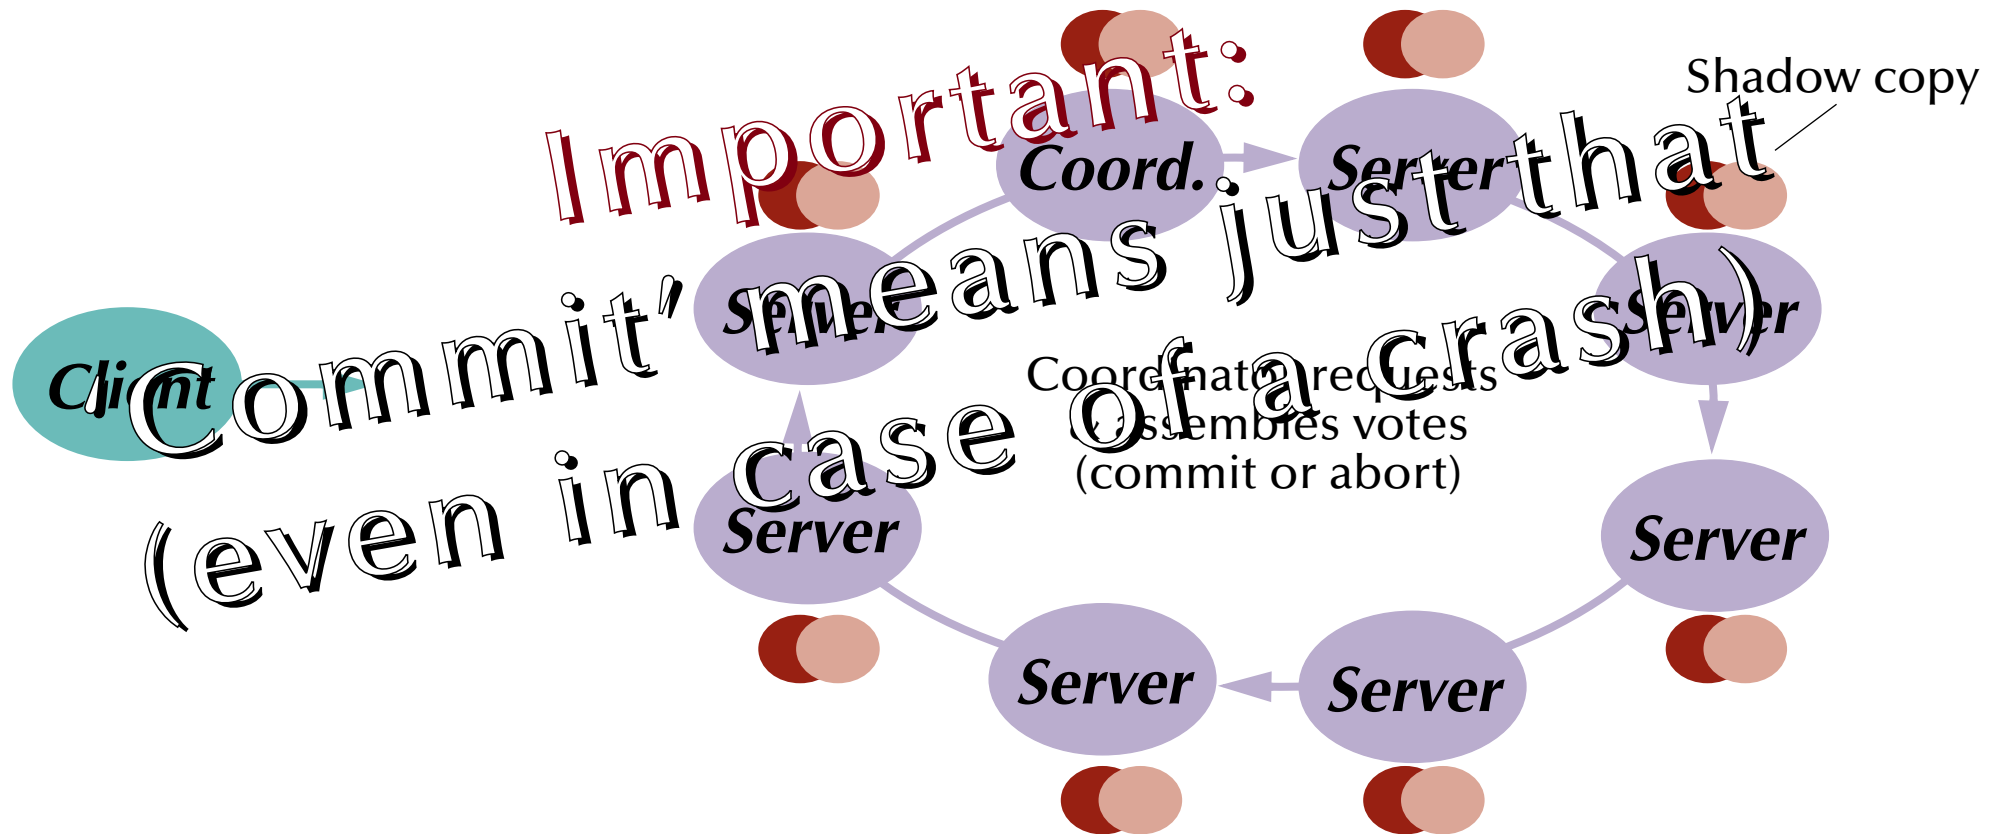 Important:
'Commit' means just that
(even in case of a crash)
Shadow copy
Coord.
Server
Server
Server
Client
Coordinator requests
& assembles votes
(commit or abort)
Server
Server
Server
Server